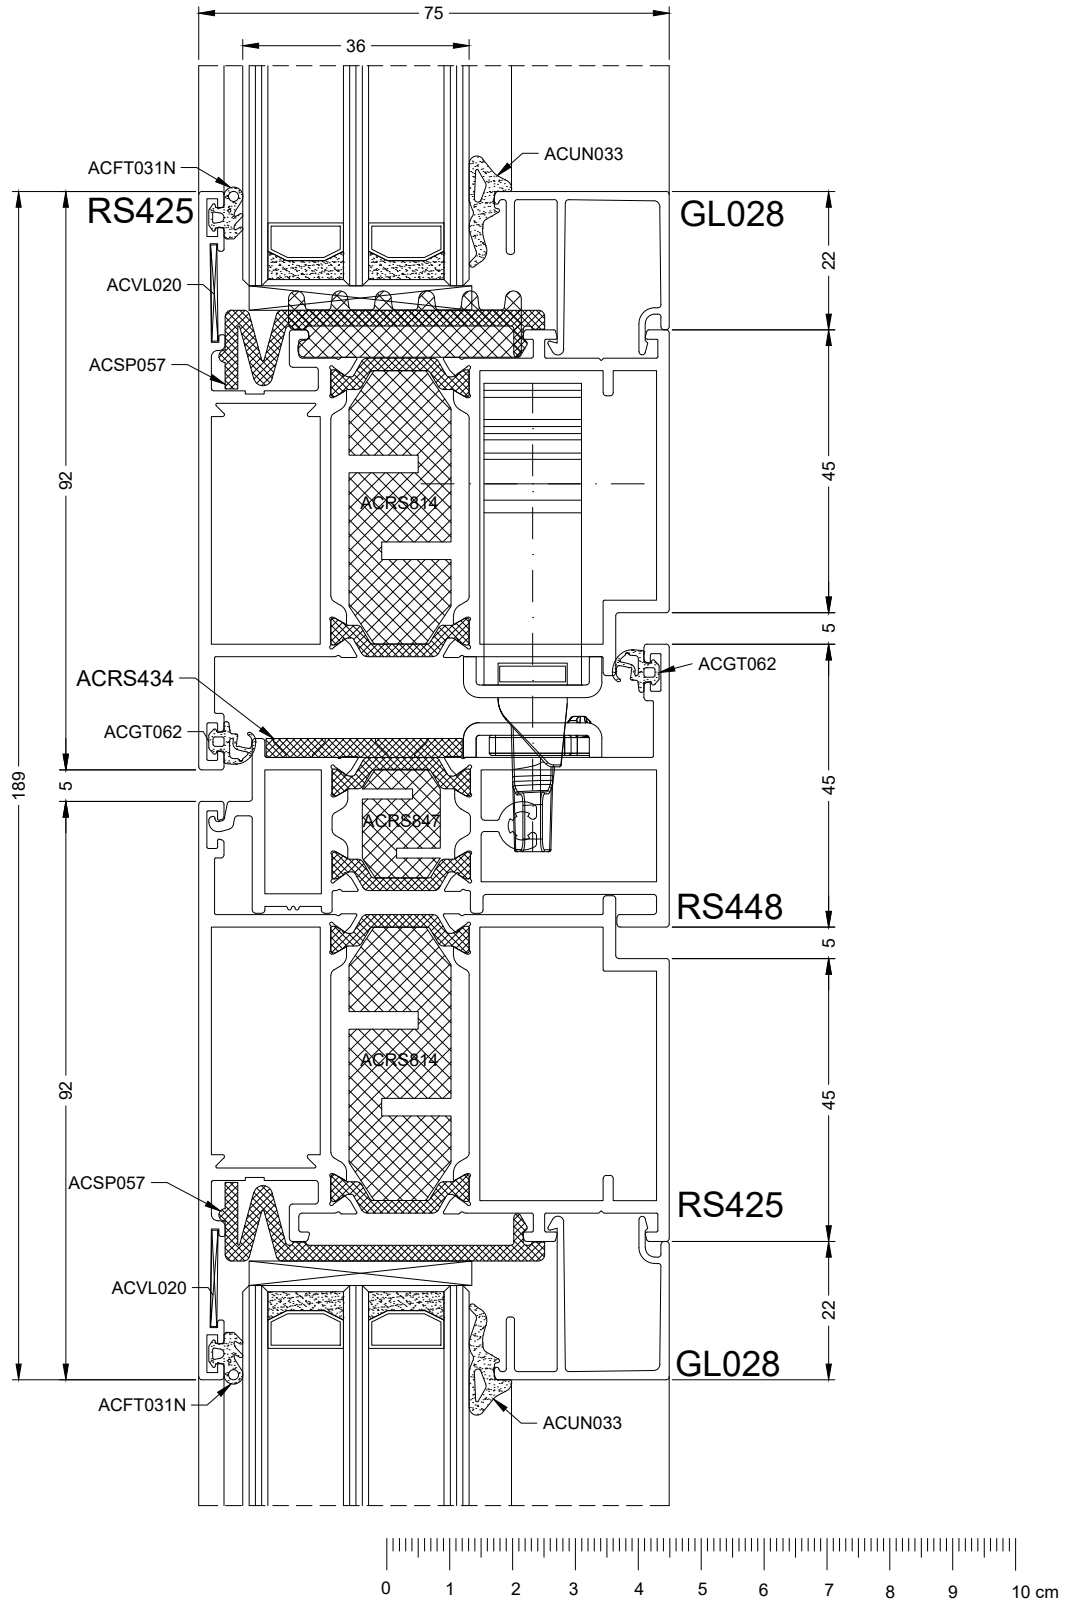 75
36
ACFT031N
ACUN033
RS425
GL028
ACVL020
22
ACSP057
92
45
ACRS814
5
ACRS434
ACGT062
ACGT062
189
5
45
ACRS847
RS448
5
ACRS814
92
45
ACSP057
RS425
ACVL020
22
GL028
ACFT031N
ACUN033
0 1 2 3 4 5 6 7 8 9 10 cm